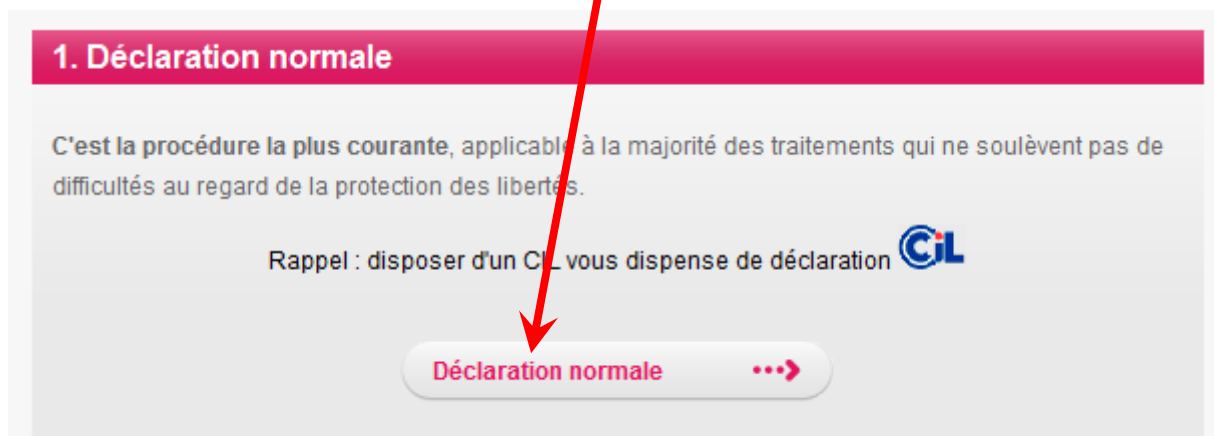 1. Déclaration normale
C'est la procédure la plus courante, applicable à la majorité des traitements qui ne soulèvent pas de
difficultés au regard de la protection des libertés.
Rappel : disposer d'un CIL vous dispense de déclaration CiL
Déclaration normale